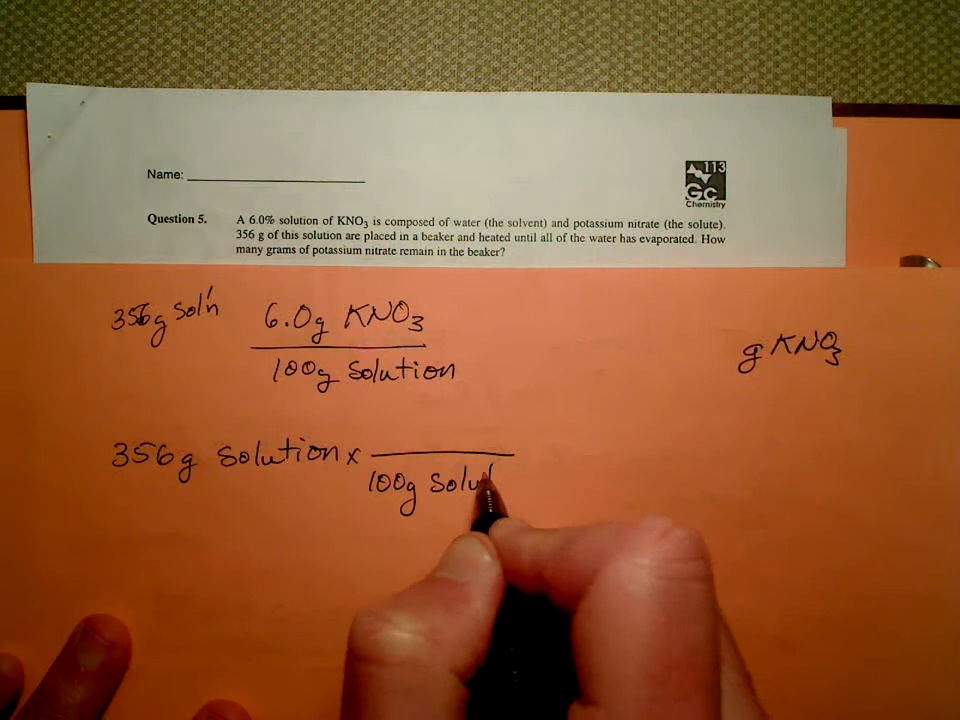 Name:
113
GC
Chemistry
Question 5. A 6.0% solution of KNO3 is composed of water (the solvent) and potassium nitrate (the solute).
356 g of this solution are placed in a beaker and heated until all of the water has evaporated. How
many grams of potassium nitrate remain in the beaker?
356g Sol'n 6.0g KNO3
100g Solution
g KNO3
356g Solution x
100g Solut